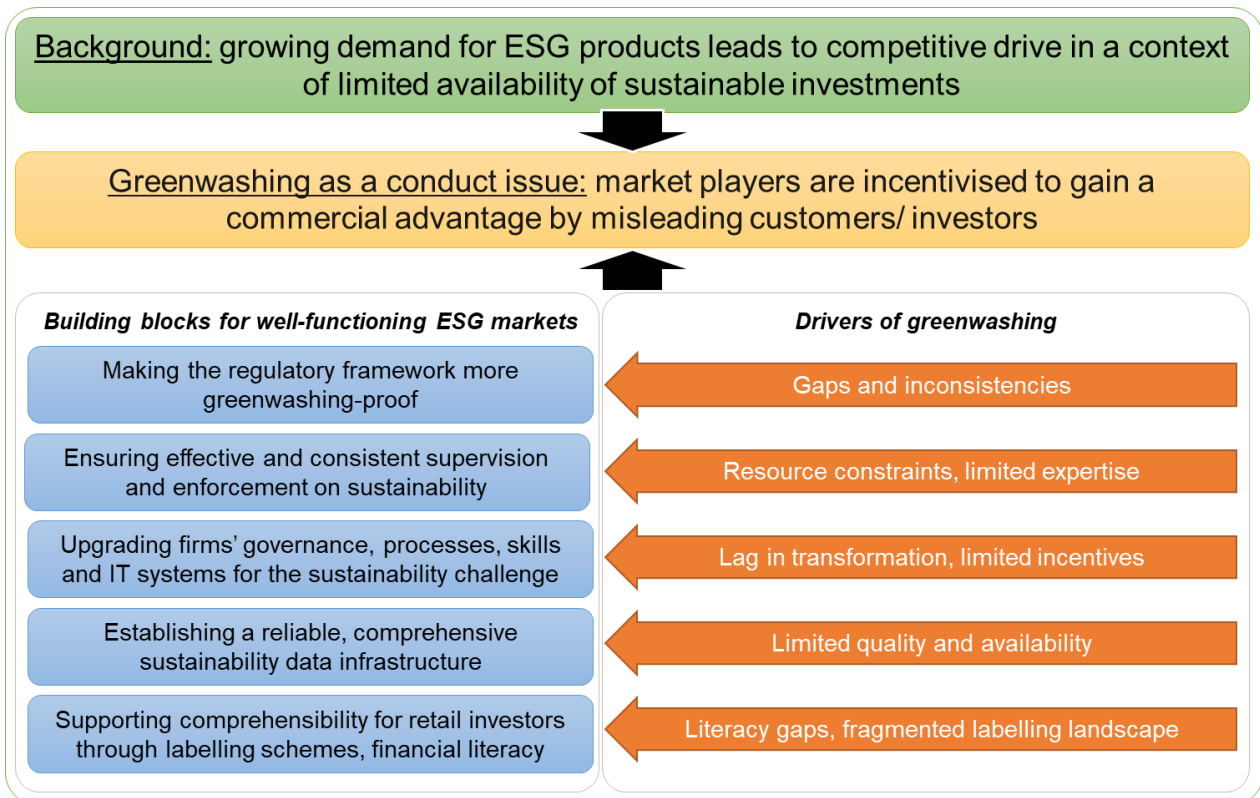 Background: growing demand for ESG products leads to competitive drive in a context
of limited availability of sustainable investments
Greenwashing as a conduct issue: market players are incentivised to gain a
commercial advantage by misleading customers/ investors
Building blocks for well-functioning ESG markets
Drivers of greenwashing
Making the regulatory framework more
greenwashing-proof
Gaps and inconsistencies
Ensuring effective and consistent supervision
and enforcement on sustainability
Resource constraints, limited expertise
Upgrading firms’ governance, processes, skills
and IT systems for the sustainability challenge
Lag in transformation, limited incentives
Establishing a reliable, comprehensive
sustainability data infrastructure
Limited quality and availability
Supporting comprehensibility for retail investors
through labelling schemes, financial literacy
Literacy gaps, fragmented labelling landscape